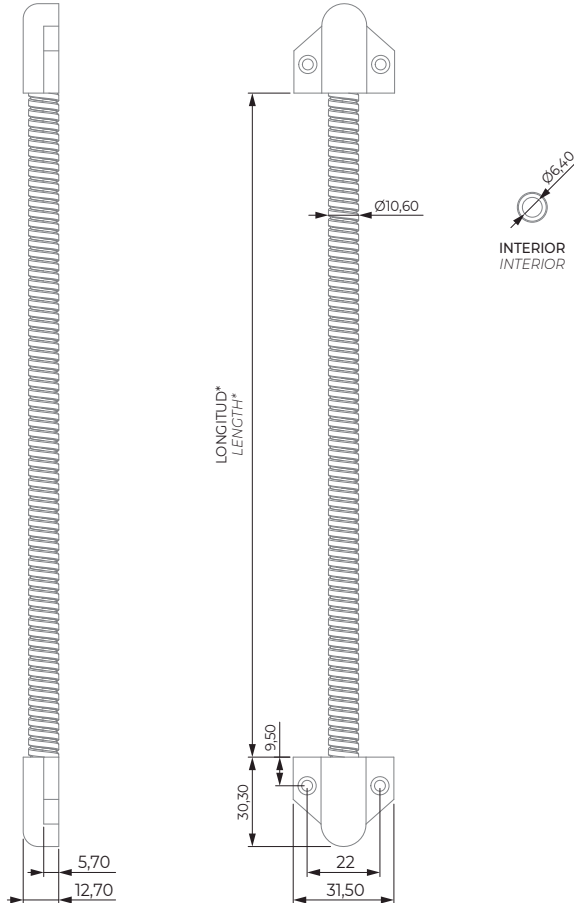 Ø6,40
Ø10,60
INTERIOR
INTERIOR
LONGITUD*
LENGTH*
9,50
30,30
5,70
22
12,70
31,50